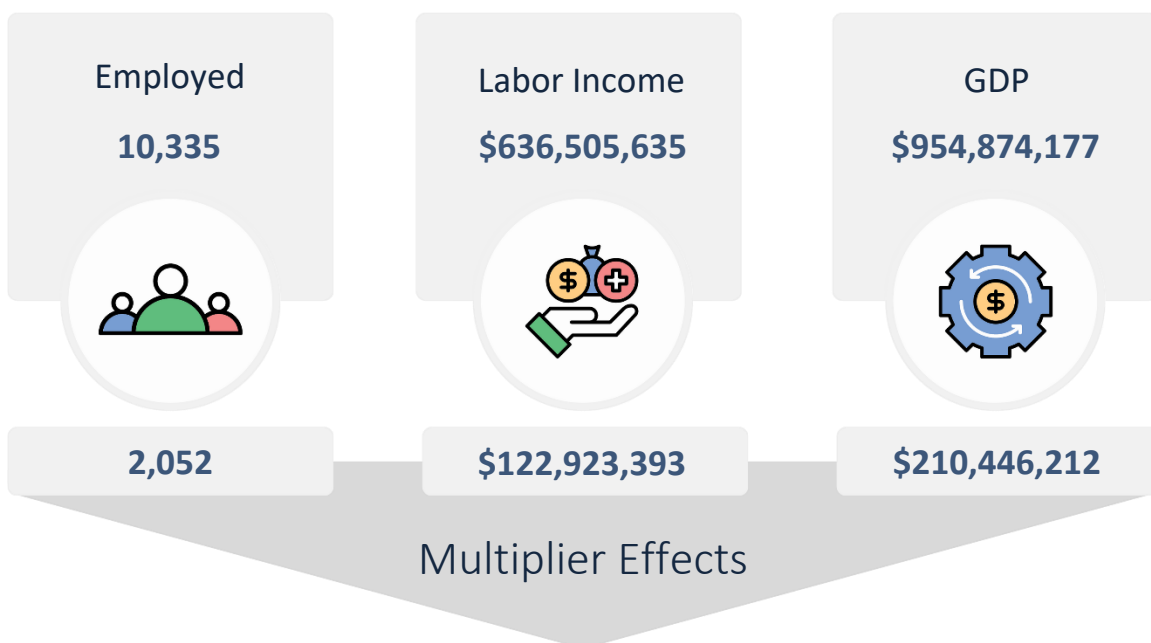 Employed
10,335
Labor Income
$636,505,635
GDP
$954,874,177
2,052
$122,923,393
$210,446,212
Multiplier Effects